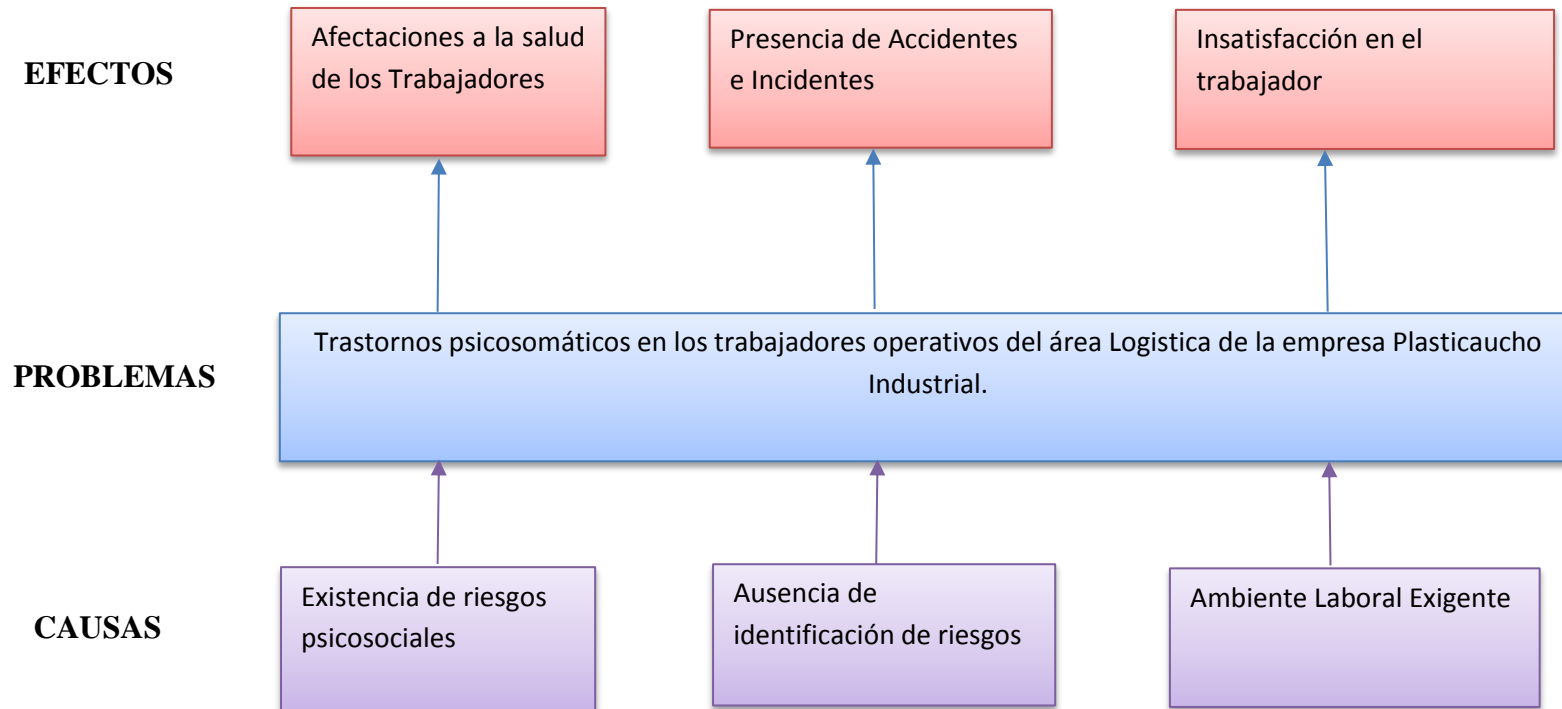 EFECTOS
Afectaciones a la salud
de los Trabajadores
Presencia de Accidentes
e Incidentes
Insatisfacción en el
trabajador
PROBLEMAS
Trastornos psicosomáticos en los trabajadores operativos del área Logistica de la empresa Plasticaucho
Industrial.
CAUSAS
Existencia de riesgos
psicosociales
Ausencia de
identificación de riesgos
Ambiente Laboral Exigente